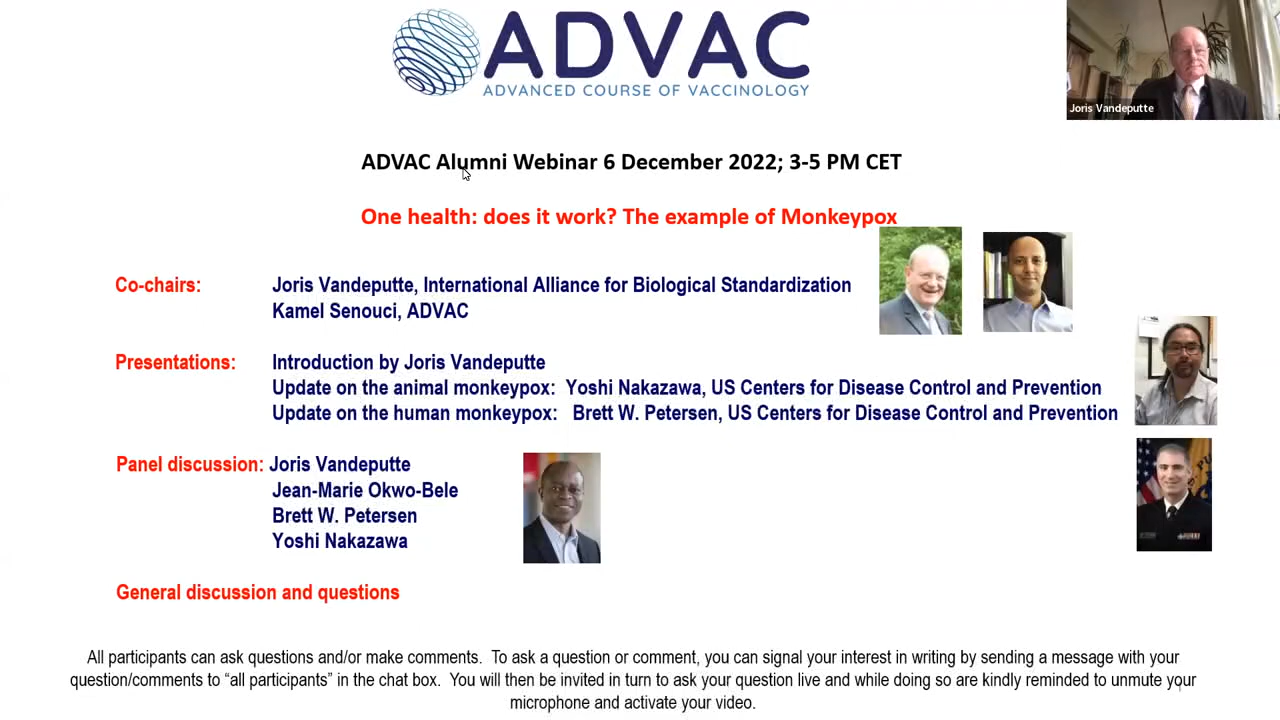 ADVAC
ADVANCED COURSE OF VACCINOLOGY
Joris Vandeputte
ADVAC Alumni Webinar 6 December 2022; 3-5 PM CET
One health: does it work? The example of Monkeypox
Co-chairs: Joris Vandeputte, International Alliance for Biological Standardization
Kamel Senouci, ADVAC
Presentations: Introduction by Joris Vandeputte
Update on the animal monkeypox: Yoshi Nakazawa, US Centers for Disease Control and Prevention
Update on the human monkeypox: Brett W. Petersen, US Centers for Disease Control and Prevention
Panel discussion: Joris Vandeputte
Jean-Marie Okwo-Bele
Brett W. Petersen
Yoshi Nakazawa
General discussion and questions
All participants can ask questions and/or make comments. To ask a question or comment, you can signal your interest in writing by sending a message with your
question/comments to “all participants” in the chat box. You will then be invited in turn to ask your question live and while doing so are kindly reminded to unmute your
microphone and activate your video.